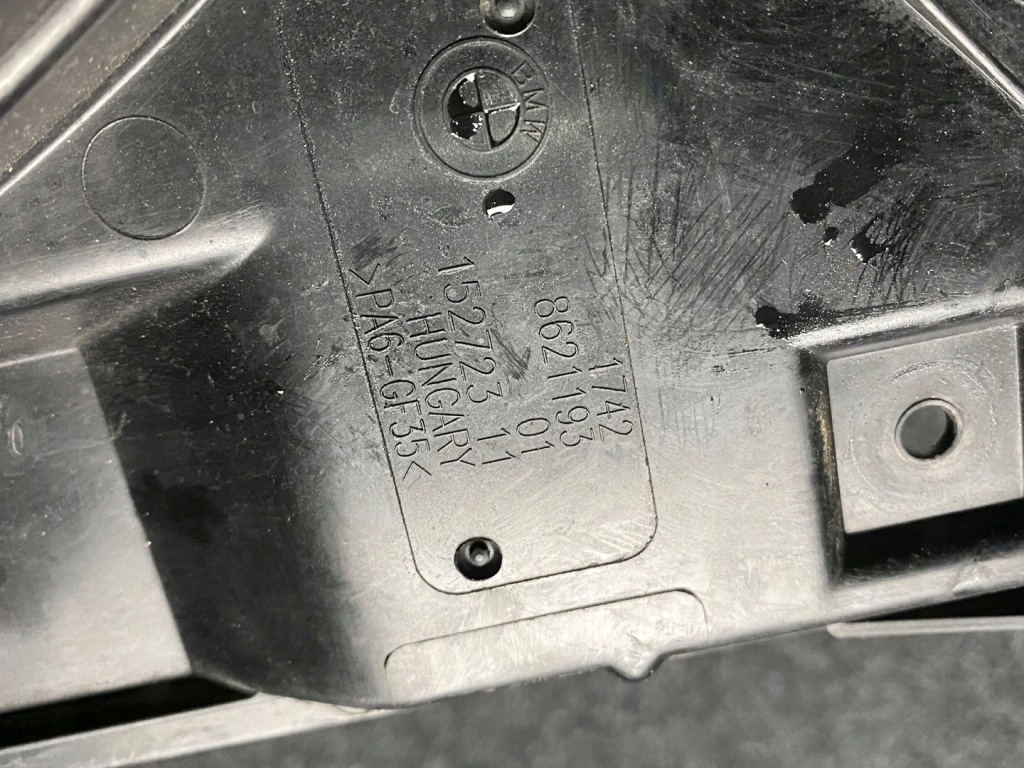 BMW
1742
8621193
01
152723 11
HUNGARY
>PA6-GF35<